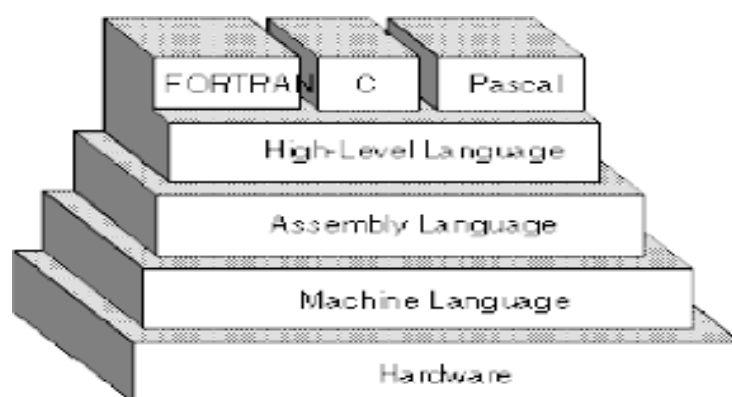 FORTRAN C Pascal
High-Level Language
Assembly Language
Machine Language
Hardware